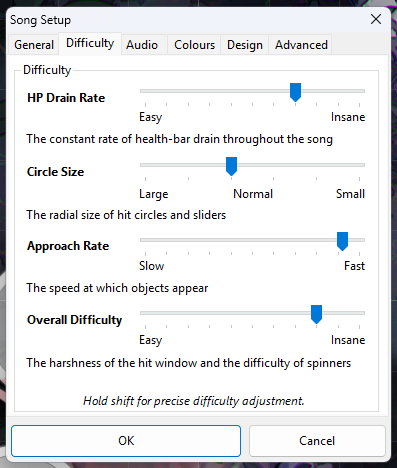 Song Setup
General Difficulty Audio Colours Design Advanced
Difficulty
HP Drain Rate
Easy Insane
The constant rate of health-bar drain throughout the song
Circle Size
Large Normal Small
The radial size of hit circles and sliders
Approach Rate
Slow Fast
The speed at which objects appear
Overall Difficulty
Easy Insane
The harshness of the hit window and the difficulty of spinners
Hold shift for precise difficulty adjustment.
OK Cancel